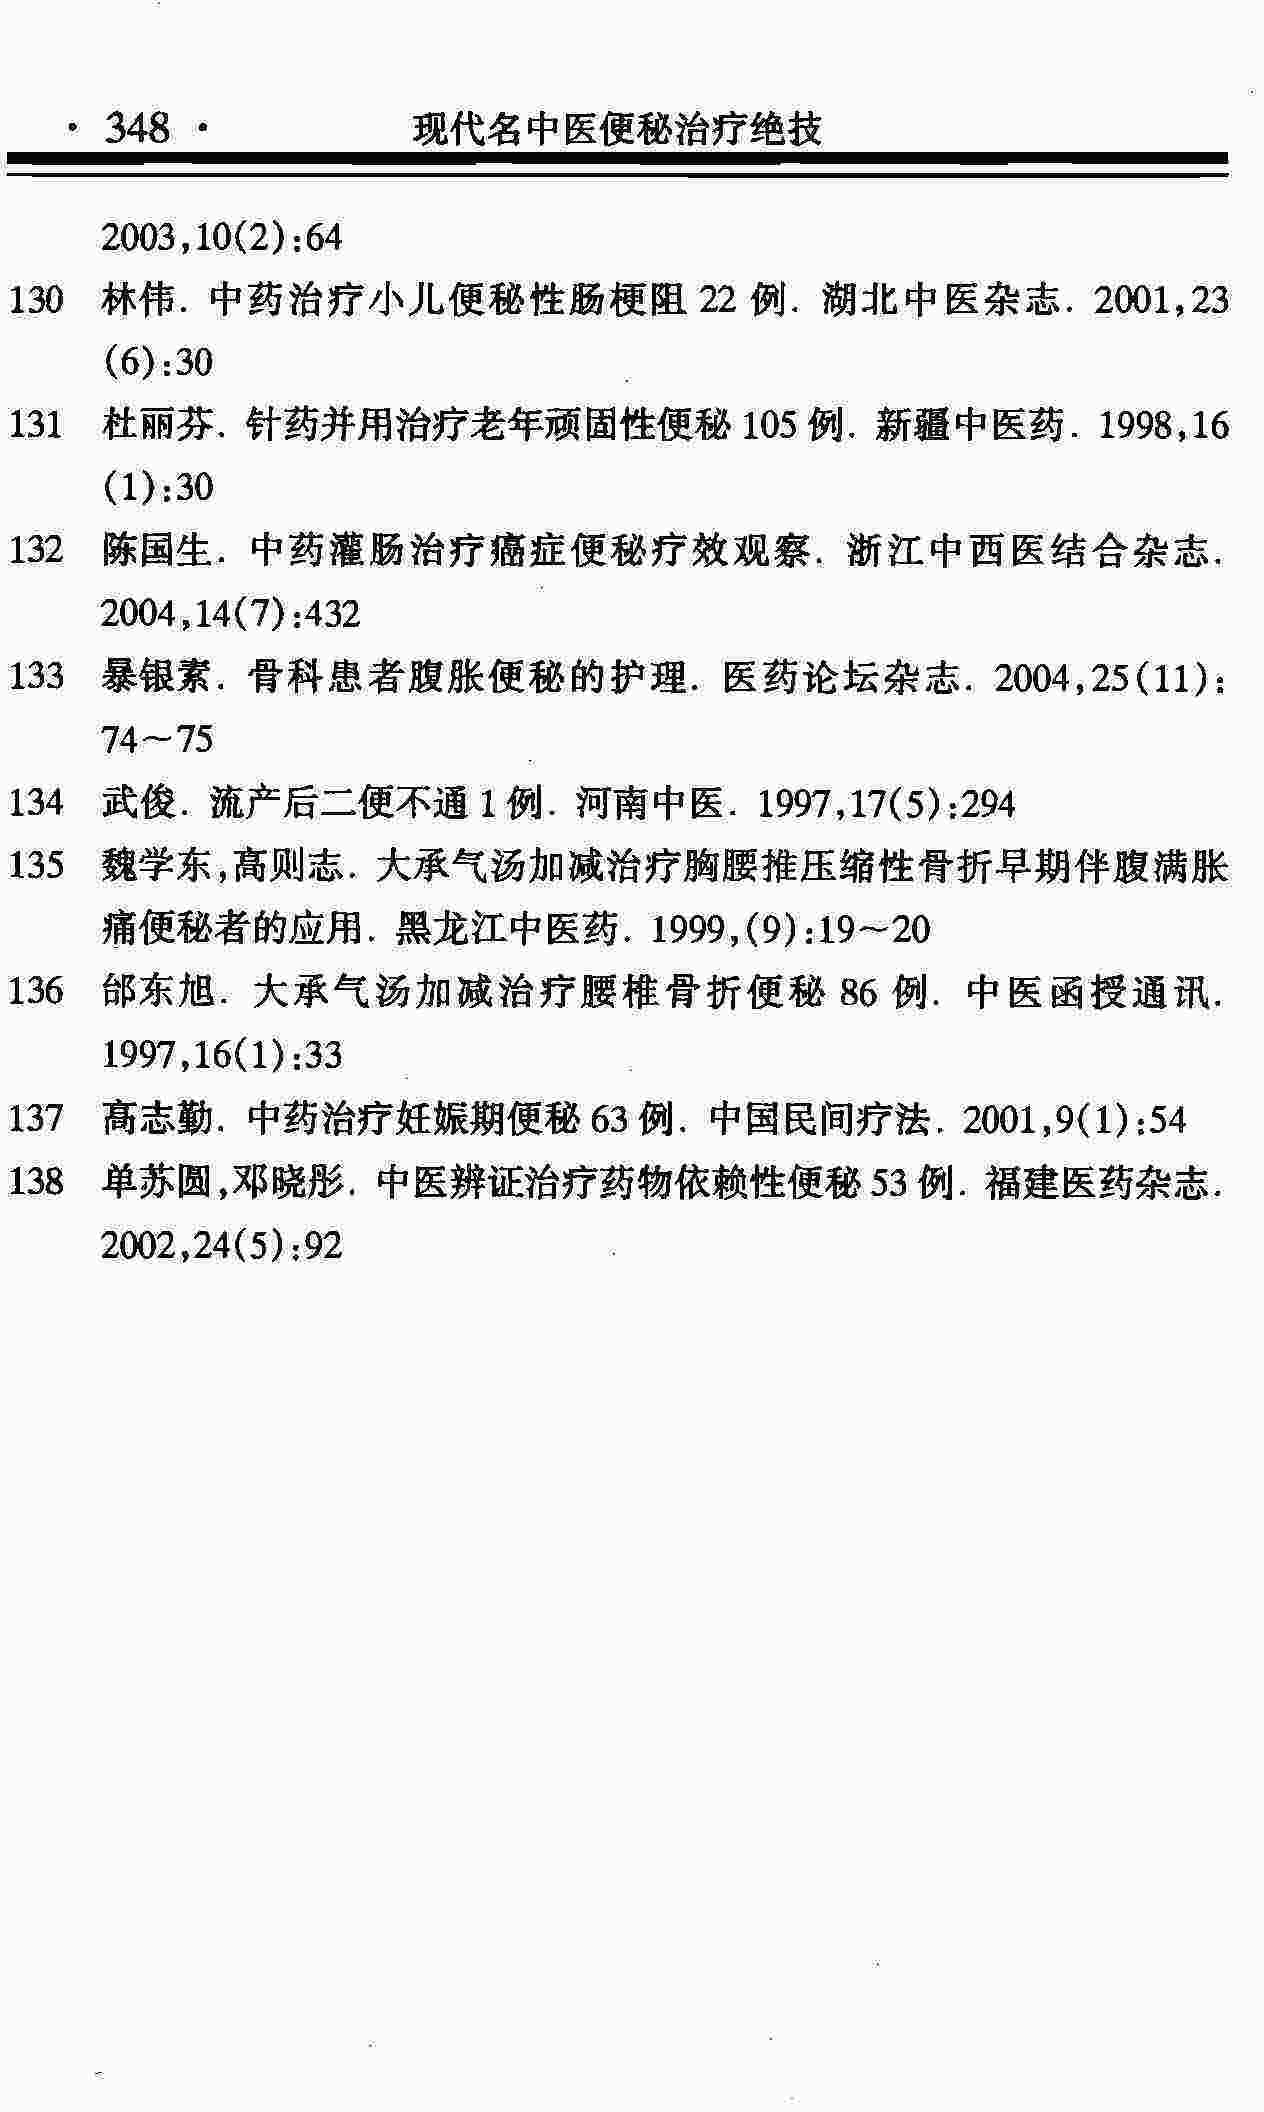 · 348 · 现代名中医便秘治疗绝技
2003,10(2):64
130 林伟. 中药治疗小儿便秘性肠梗阻 22 例. 湖北中医杂志. 2001,23
(6):30
131 杜丽芬. 针药并用治疗老年顽固性便秘 105 例. 新疆中医药. 1998,16
(1):30
132 陈国生. 中药灌肠治疗癌症便秘疗效观察. 浙江中西医结合杂志.
2004,14(7):432
133 暴银素. 骨科患者腹胀便秘的护理. 医药论坛杂志. 2004,25(11):
74～75
134 武俊. 流产后二便不通 1 例. 河南中医. 1997,17(5):294
135 魏学东,高则志. 大承气汤加减治疗胸腰推压缩性骨折早期伴腹满胀
痛便秘者的应用. 黑龙江中医药. 1999,(9):19～20
136 邰东旭. 大承气汤加减治疗腰椎骨折便秘 86 例. 中医函授通讯.
1997,16(1):33
137 高志勤. 中药治疗妊娠期便秘 63 例. 中国民间疗法. 2001,9(1):54
138 单苏圆,邓晓彤. 中医辨证治疗药物依赖性便秘 53 例. 福建医药杂志.
2002,24(5):92